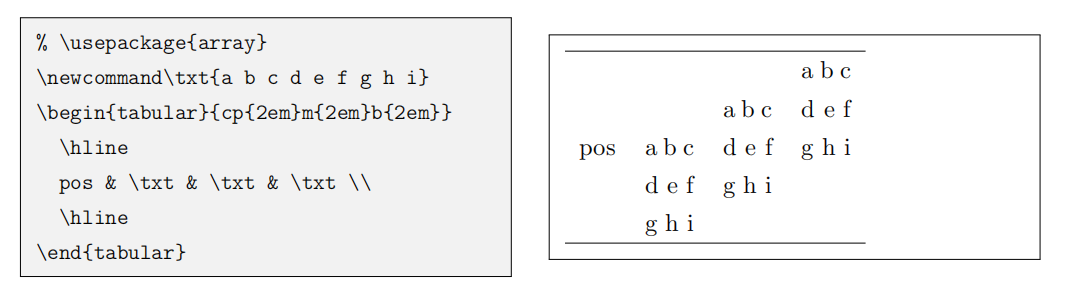 % \usepackage{array}
\newcommand\txt{a b c d e f g h i}
\begin{tabular}{cp{2em}m{2em}b{2em}}
\hline
pos & \txt & \txt & \txt \\
\hline
\end{tabular}
a b c
a b c d e f
pos a b c d e f g h i
d e f g h i
g h i